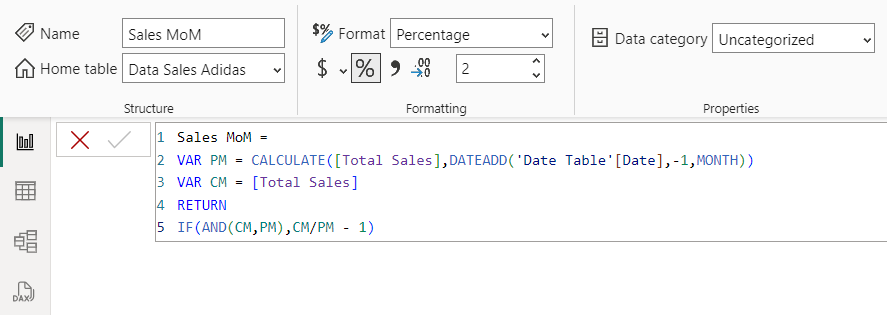 Name Sales MoM $% Format Percentage Data category Uncategorized
Home table Data Sales Adidas $ % , .00 .0 2
Structure Formatting Properties
1 Sales MoM =
2 VAR PM = CALCULATE([Total Sales],DATEADD('Date Table'[Date],-1,MONTH))
3 VAR CM = [Total Sales]
4 RETURN
5 IF(AND(CM,PM),CM/PM - 1)
DAX